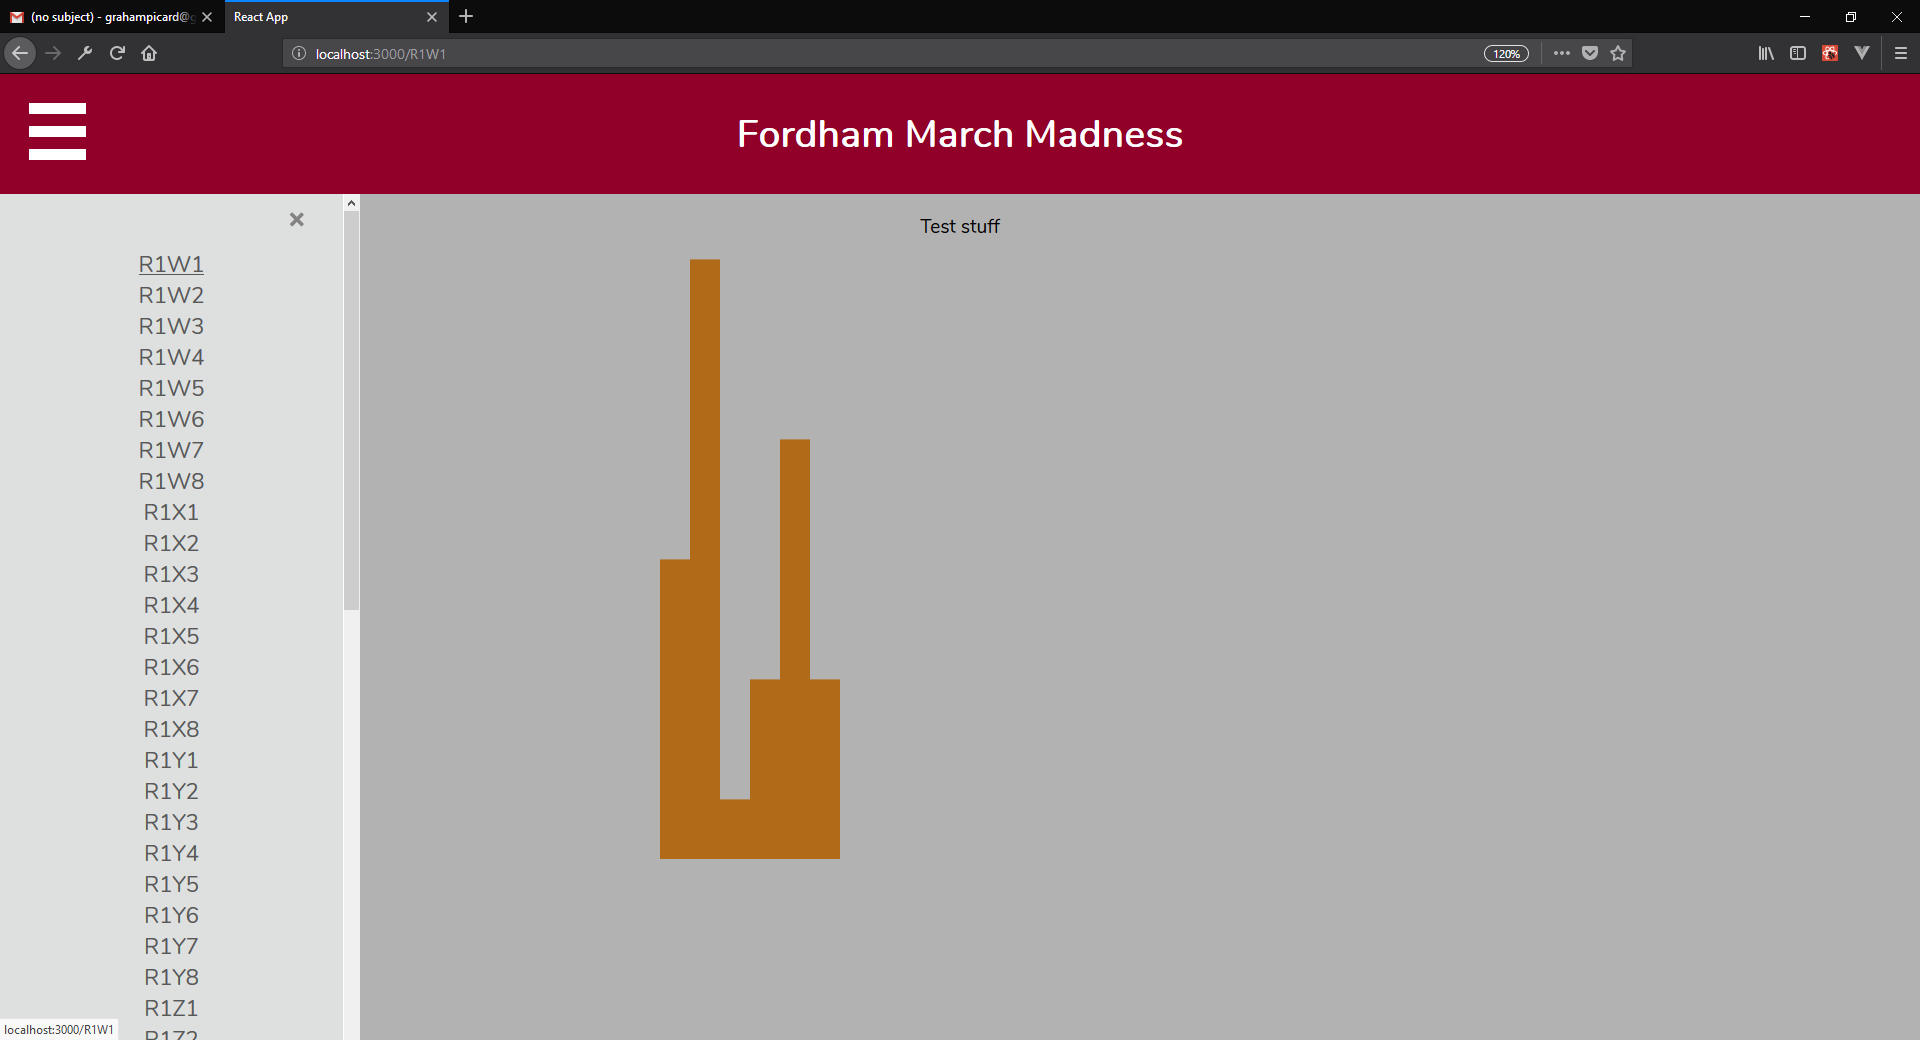 (no subject) - grahampicard@g
React App
localhost:3000/R1W1
120%
Fordham March Madness
Test stuff
R1W1
R1W2
R1W3
R1W4
R1W5
R1W6
R1W7
R1W8
R1X1
R1X2
R1X3
R1X4
R1X5
R1X6
R1X7
R1X8
R1Y1
R1Y2
R1Y3
R1Y4
R1Y5
R1Y6
R1Y7
R1Y8
R1Z1
R1Z2
localhost:3000/R1W1